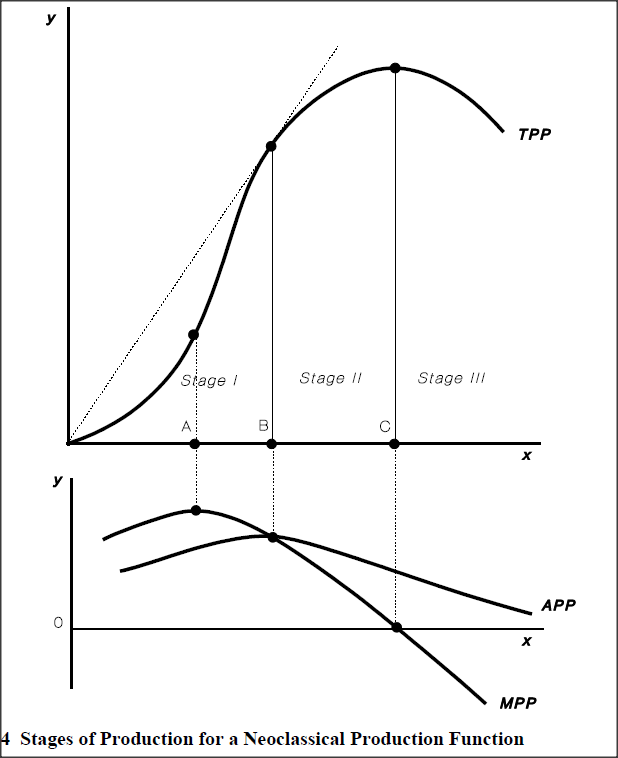 y
TPP
Stage I
Stage II
Stage III
A
B
C
x
y
APP
0
x
MPP
4 Stages of Production for a Neoclassical Production Function